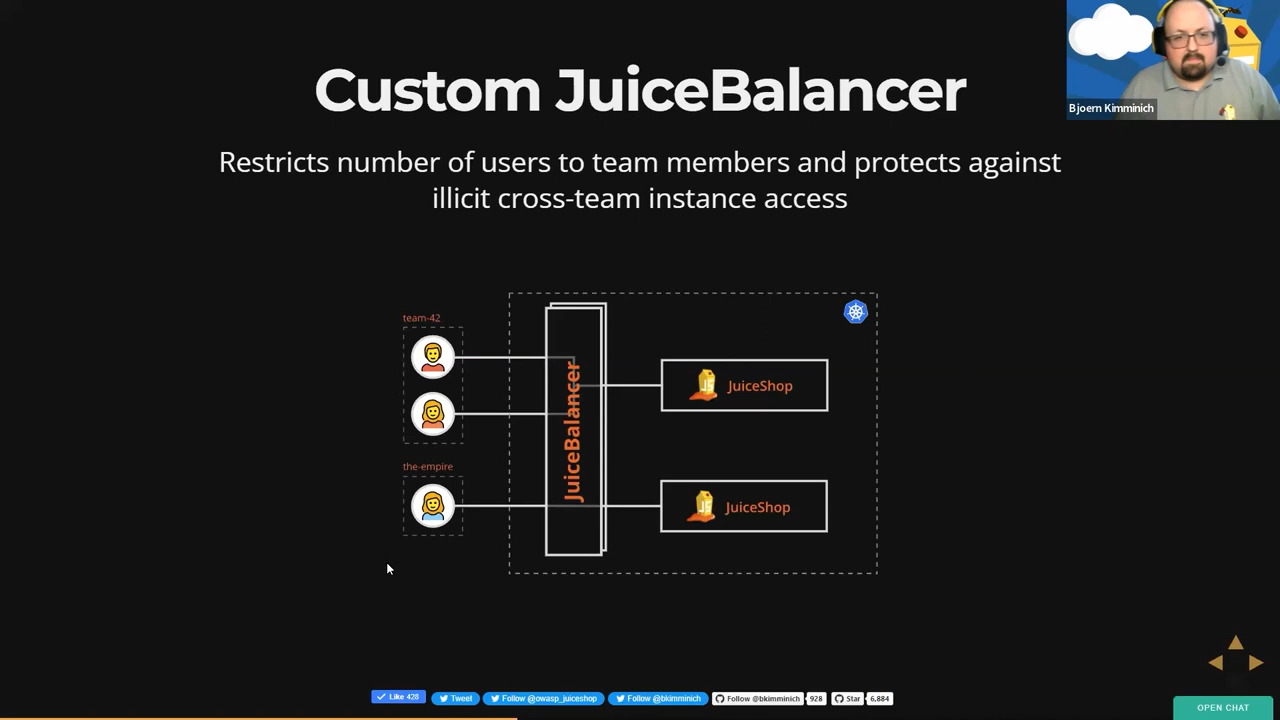 Custom JuiceBalancer
Bjoern Kimminich
Restricts number of users to team members and protects against
illicit cross-team instance access
team-42
the-empire
JuiceBalancer
JS JuiceShop
JS JuiceShop
Like 428
Tweet
Follow @owasp_juiceshop
Follow @bkimminich
Follow @bkimminich
928
Star
6,884
OPEN CHAT